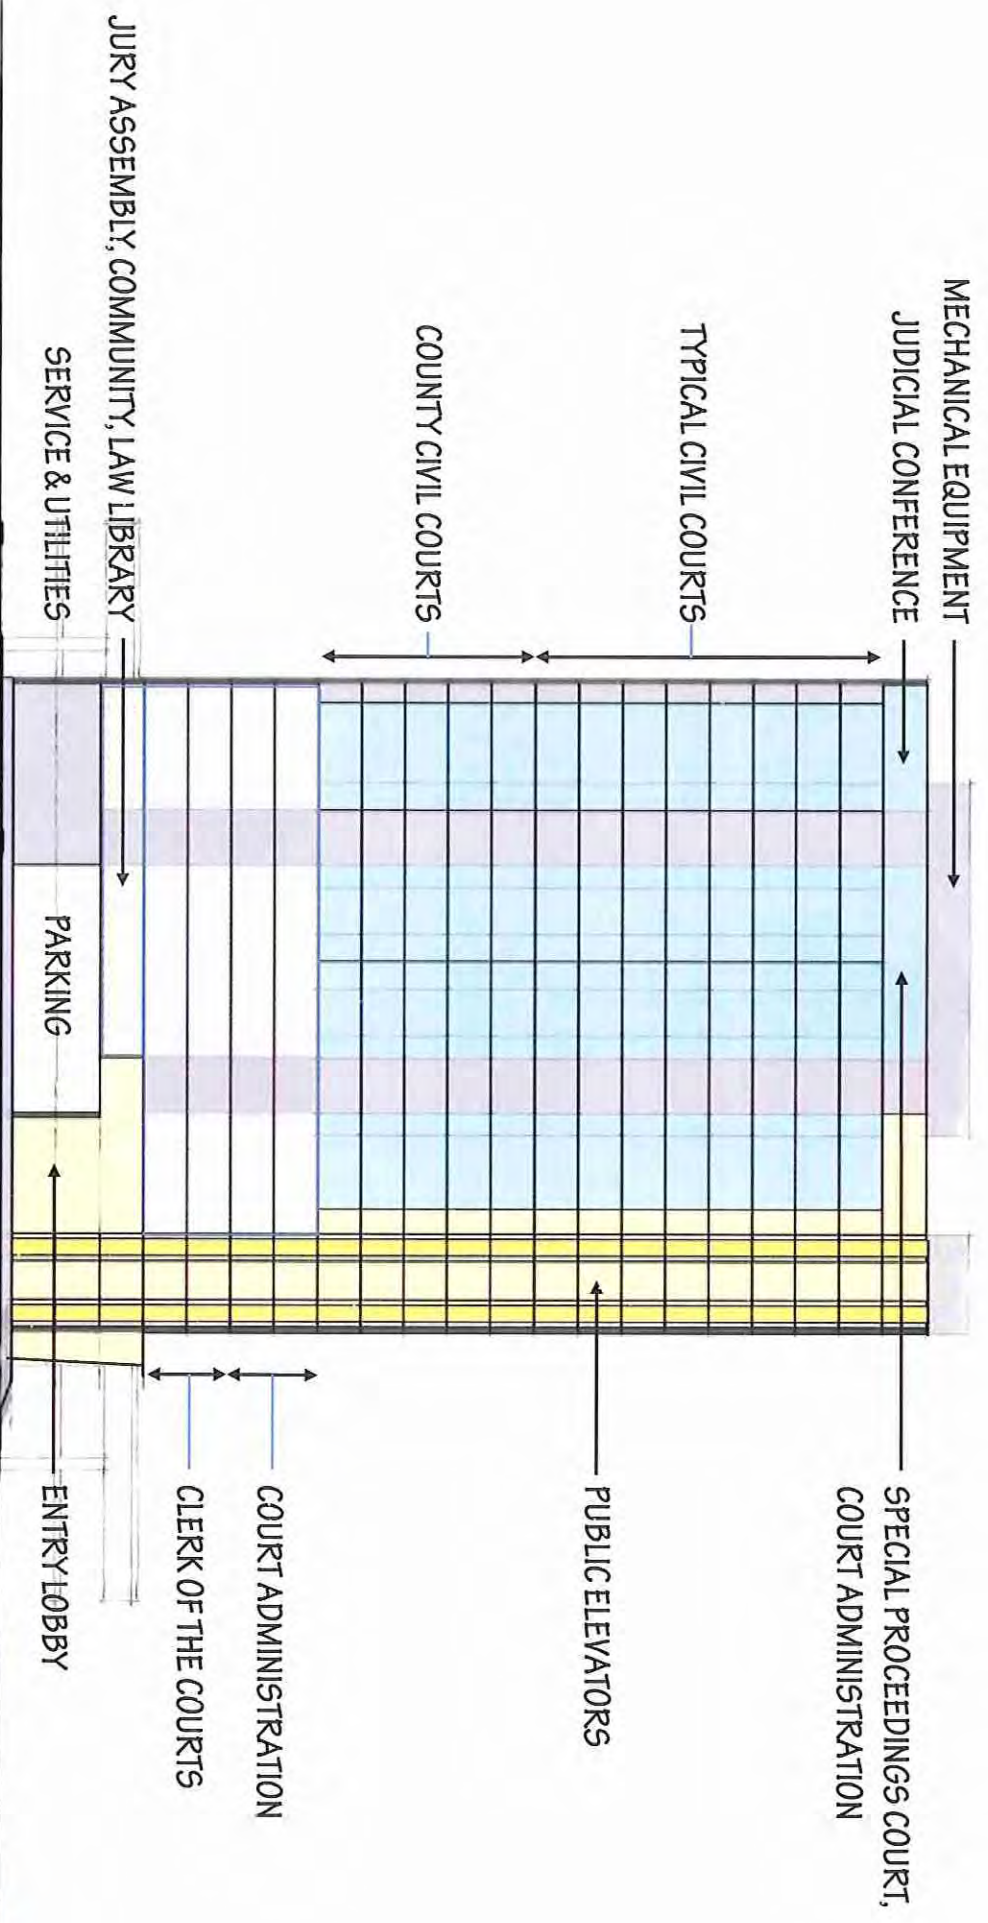 MECHANICAL EQUIPMENT
JUDICIAL CONFERENCE
TYPICAL CIVIL COURTS
COUNTY CIVIL COURTS
JURY ASSEMBLY, COMMUNITY, LAW LIBRARY
SERVICE & UTILITIES
PARKING
SPECIAL PROCEEDINGS COURT,
COURT ADMINISTRATION
PUBLIC ELEVATORS
COURT ADMINISTRATION
CLERK OF THE COURTS
ENTRY LOBBY